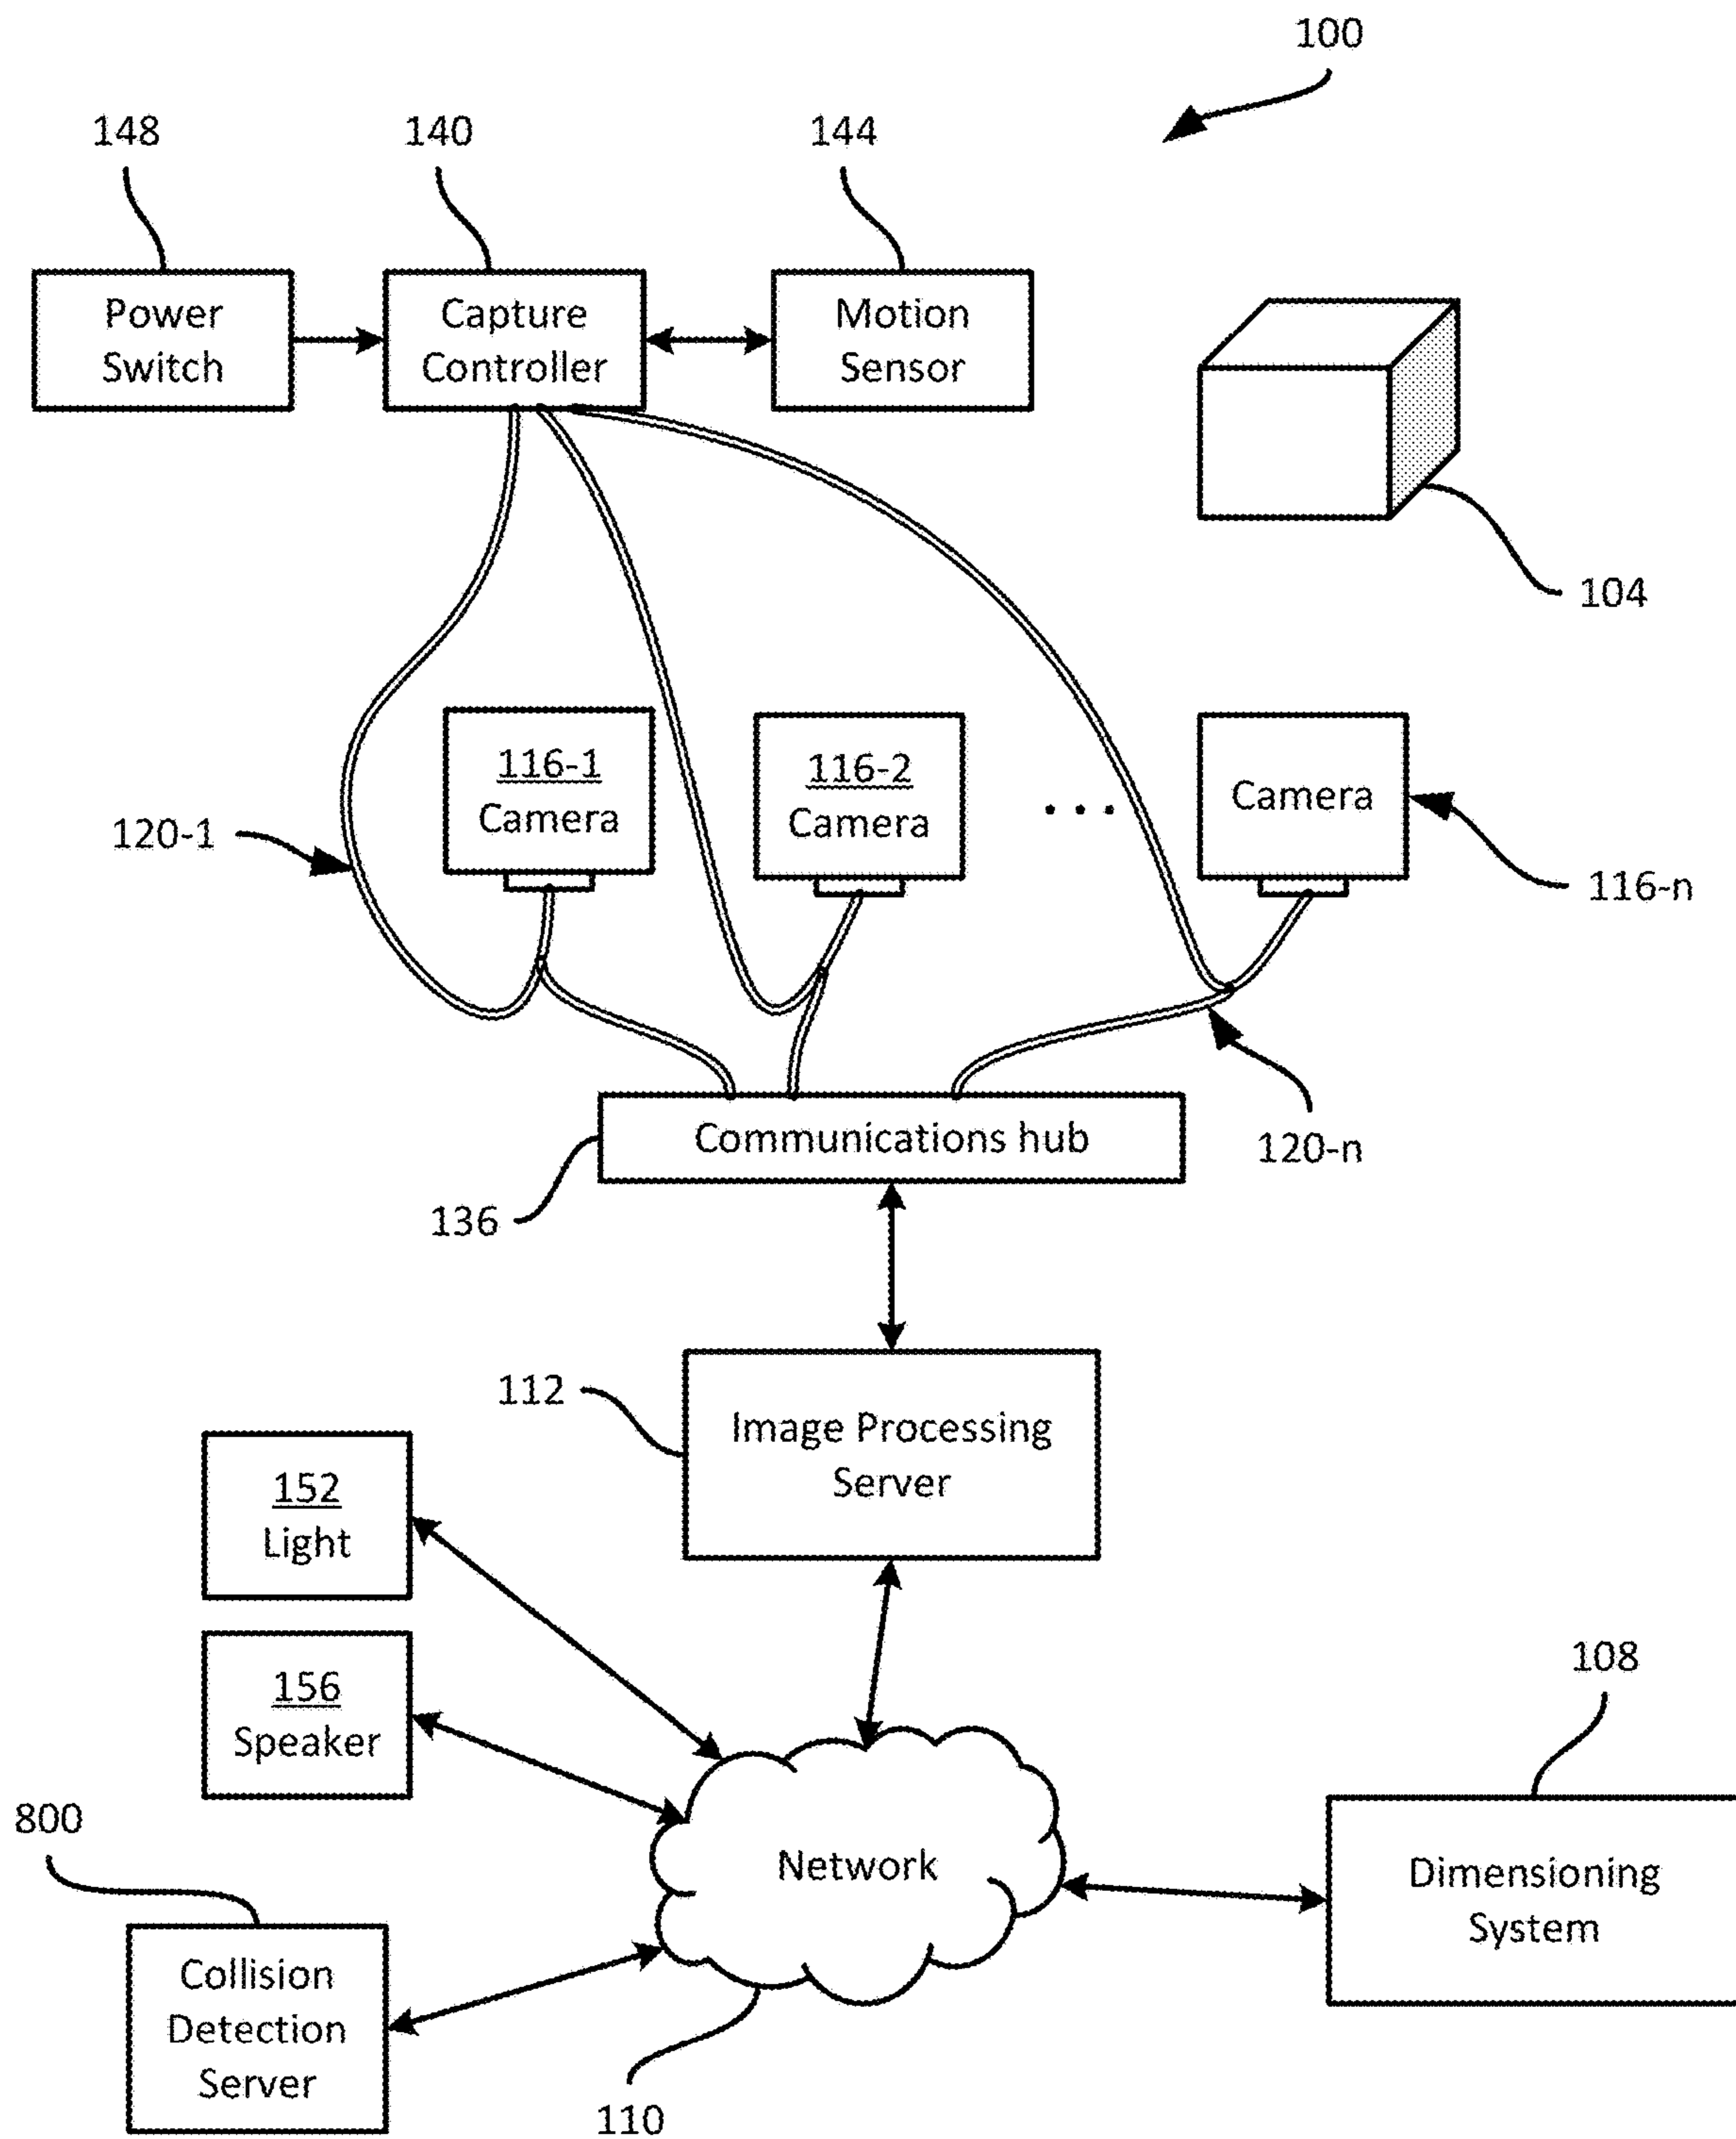 100
148
140
144
Power
Switch
Capture
Controller
Motion
Sensor
104
116-1
Camera
116-2
Camera
...
Camera
120-1
116-n
Communications hub
120-n
136
112
Image Processing
Server
152
Light
156
Speaker
108
800
Network
Dimensioning
System
Collision
Detection
Server
110